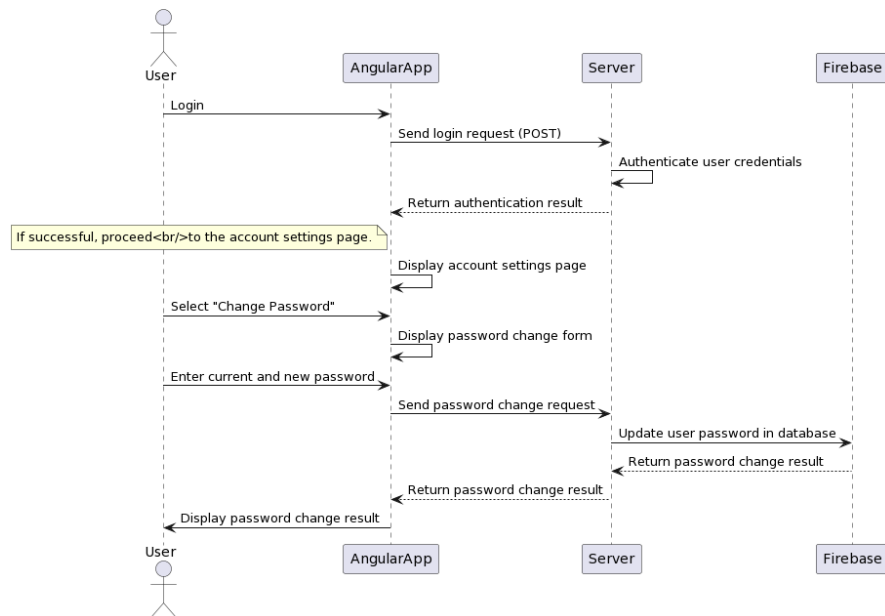 User
AngularApp
Server
Firebase
Login
Send login request (POST)
Authenticate user credentials
Return authentication result
If successful, proceed<br/>to the account settings page.
Display account settings page
Select "Change Password"
Display password change form
Enter current and new password
Send password change request
Update user password in database
Return password change result
Return password change result
Display password change result
User
AngularApp
Server
Firebase